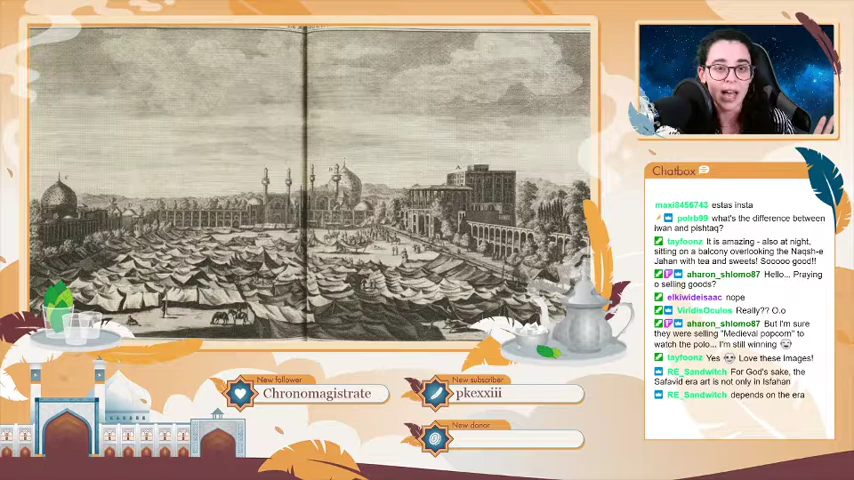 Chatbox
maxi8456743 estas insta
polrb99 what's the difference between
iwan and pishtaq?
tayfoonz It is amazing - also at night,
sitting on a balcony overlooking the Naqsh-e
Jahan with tea and sweets! Sooooo good!!
aharon_shlomo87 Hello... Praying
o selling goods?
elkiwideisaac nope
ViridisOculos Really?? O.o
aharon_shlomo87 But I'm sure
they were selling "Medieval popcorn" to
watch the polo... I'm still winning
tayfoonz Yes Love these Images!
RE_Sandwitch For God's sake, the
Safavid era art is not only in Isfahan
RE_Sandwitch depends on the era
New follower
Chronomagistrate
New subscriber
pkexxiii
New donor